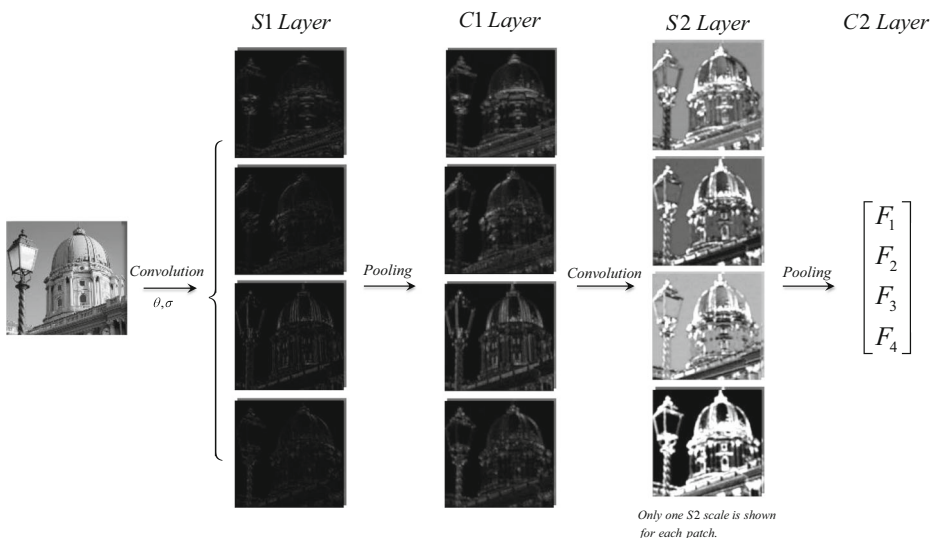 S1 Layer
C1 Layer
S2 Layer
C2 Layer
Convolution
θ,σ
Pooling
Convolution
Pooling
F1
F2
F3
F4
Only one S2 scale is shown
for each patch.